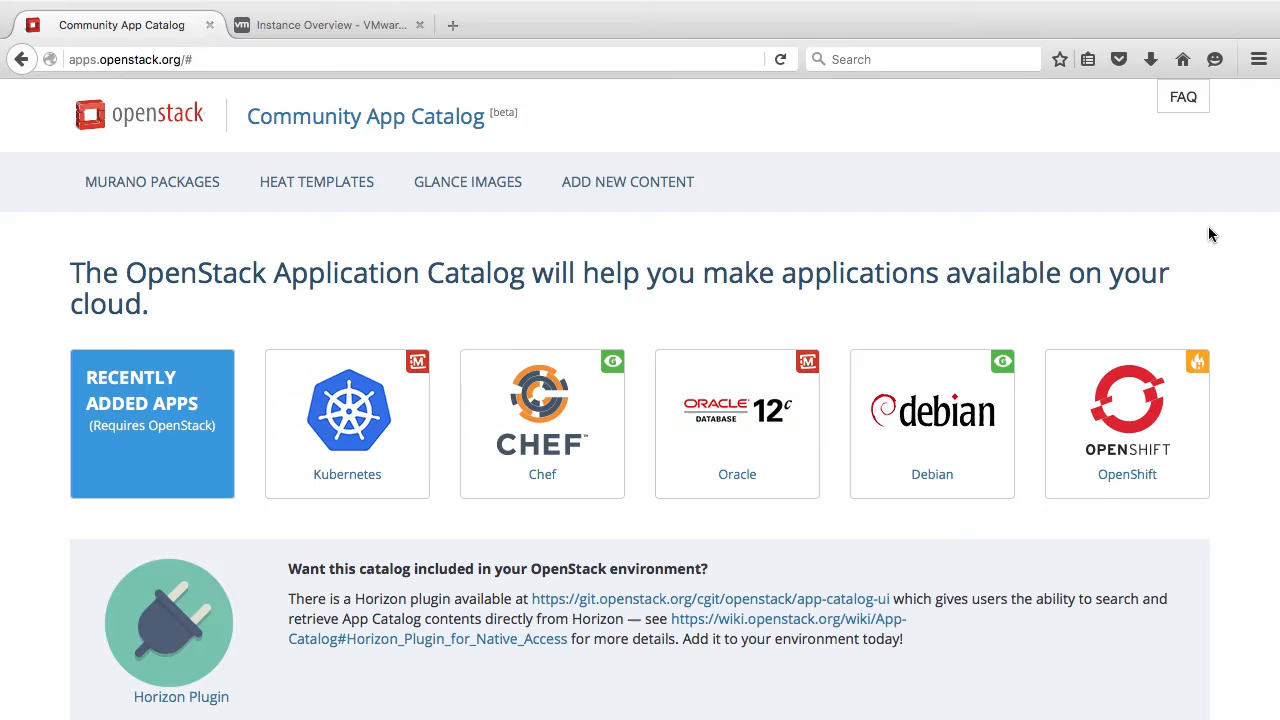 Community App Catalog
vm
Instance Overview - VMwar...
apps.openstack.org/#
Search
FAQ
openstack
Community App Catalog [beta]
MURANO PACKAGES
HEAT TEMPLATES
GLANCE IMAGES
ADD NEW CONTENT
The OpenStack Application Catalog will help you make applications available on your
cloud.
RECENTLY
ADDED APPS
(Requires OpenStack)
M
Kubernetes
G
CHEF™
Chef
M
ORACLE®
DATABASE
12c
Oracle
G
debian
Debian
OPENSHIFT
OpenShift
Want this catalog included in your OpenStack environment?
There is a Horizon plugin available at https://git.openstack.org/cgit/openstack/app-catalog-ui which gives users the ability to search and
retrieve App Catalog contents directly from Horizon — see https://wiki.openstack.org/wiki/App-
Catalog#Horizon_Plugin_for_Native_Access for more details. Add it to your environment today!
Horizon Plugin